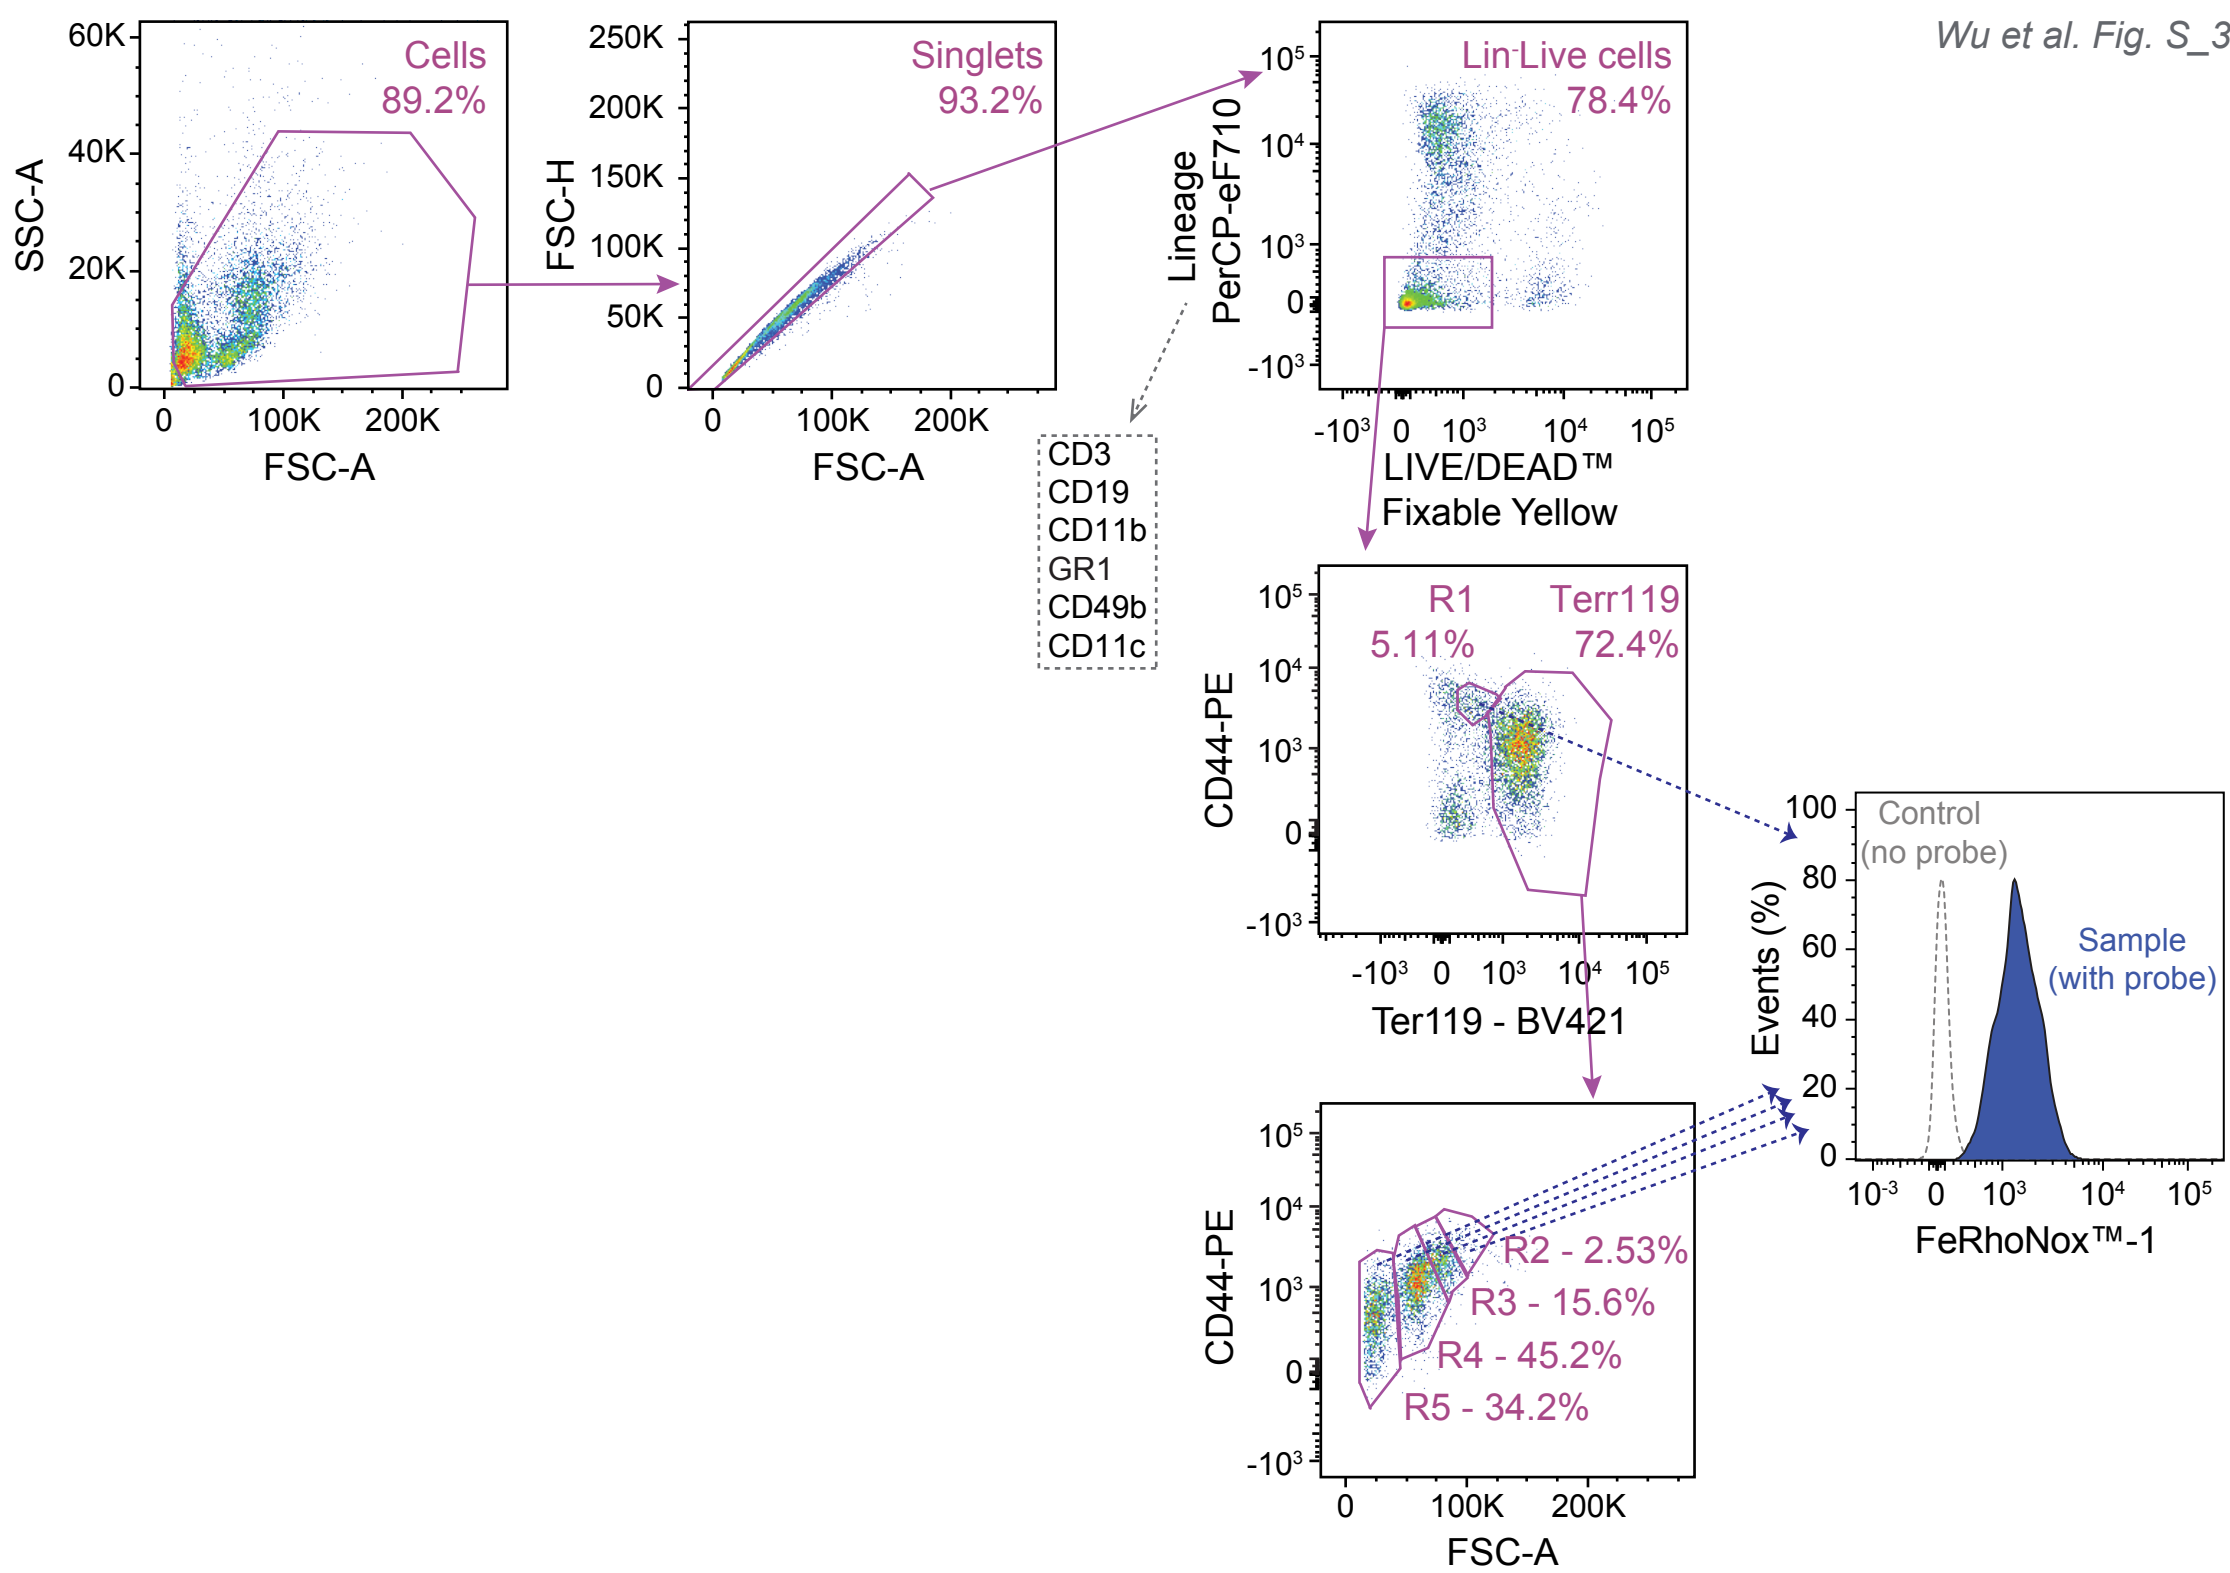 Wu et al. Fig. S_3
60K
40K
20K
0
SSC-A
Cells
89.2%
0
100K
200K
FSC-A
250K
200K
150K
100K
50K
0
FSC-H
Singlets
93.2%
0
100K
200K
FSC-A
Lineage
PerCP-eF710
10⁵
10⁴
10³
0
-10³
Lin⁻Live cells
78.4%
-10³
0
10³
10⁴
10⁵
LIVE/DEAD™
Fixable Yellow
CD3
CD19
CD11b
GR1
CD49b
CD11c
CD44-PE
10⁵
10⁴
10³
0
-10³
R1
5.11%
Terr119
72.4%
-10³
0
10³
10⁴
10⁵
Ter119 - BV421
Events (%)
100
80
60
40
20
0
Control
(no probe)
Sample
(with probe)
10⁻³
0
10³
10⁴
10⁵
FeRhoNox™-1
CD44-PE
10⁵
10⁴
10³
0
-10³
R2 - 2.53%
R3 - 15.6%
R4 - 45.2%
R5 - 34.2%
0
100K
200K
FSC-A